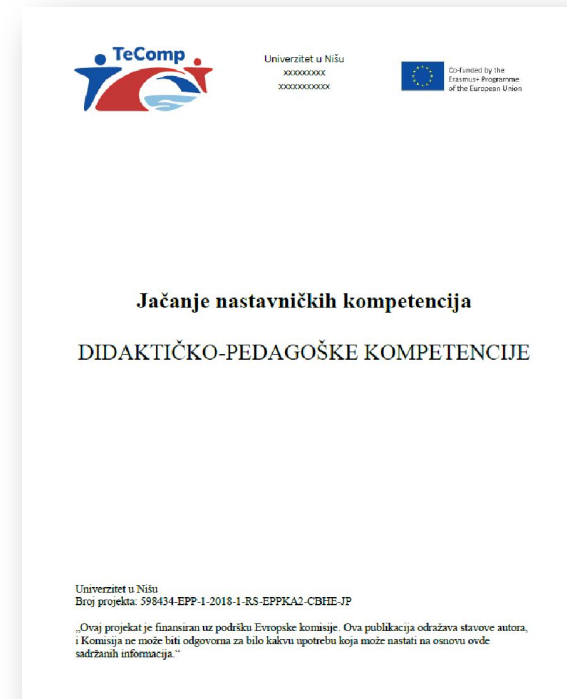 TeComp
Univerzitet u Nišu
xxxxxxxxx
xxxxxxxxxxx
Co-funded by the
Erasmus+ Programme
of the European Union
Jačanje nastavničkih kompetencija
DIDAKTIČKO-PEDAGOŠKE KOMPETENCIJE
Univerzitet u Nišu
Broj projekta: 598434-EPP-1-2018-1-RS-EPPKA2-CBHE-JP
„Ovaj projekat je finansiran uz podršku Evropske komisije. Ova publikacija odražava stavove autora,
i Komisija ne može biti odgovorna za bilo kakvu upotrebu koja može nastati na osnovu ovde
sadržanih informacija.“